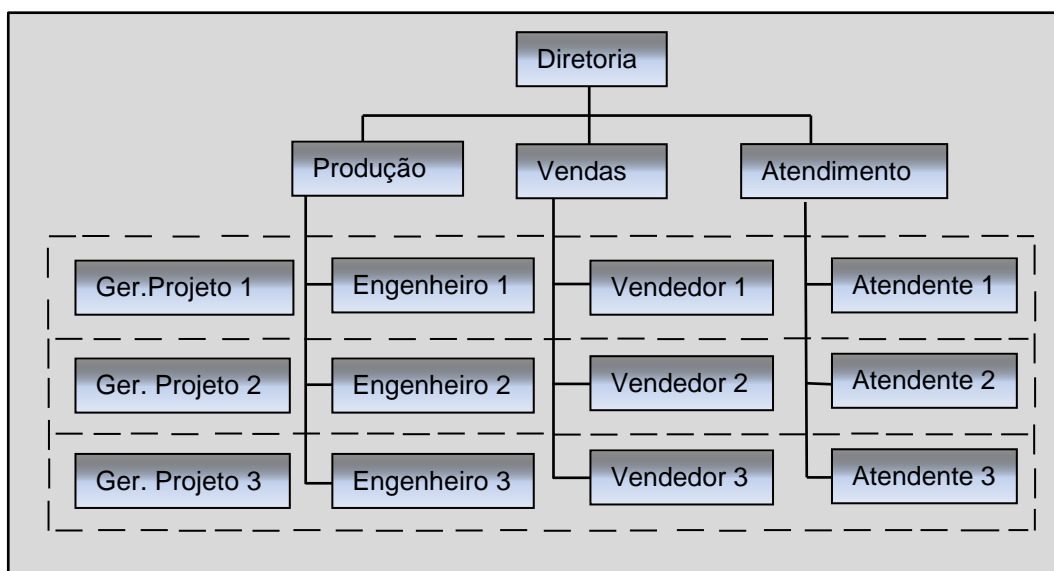 Diretoria
Produção
Vendas
Atendimento
Ger.Projeto 1
Engenheiro 1
Vendedor 1
Atendente 1
Ger. Projeto 2
Engenheiro 2
Vendedor 2
Atendente 2
Ger. Projeto 3
Engenheiro 3
Vendedor 3
Atendente 3